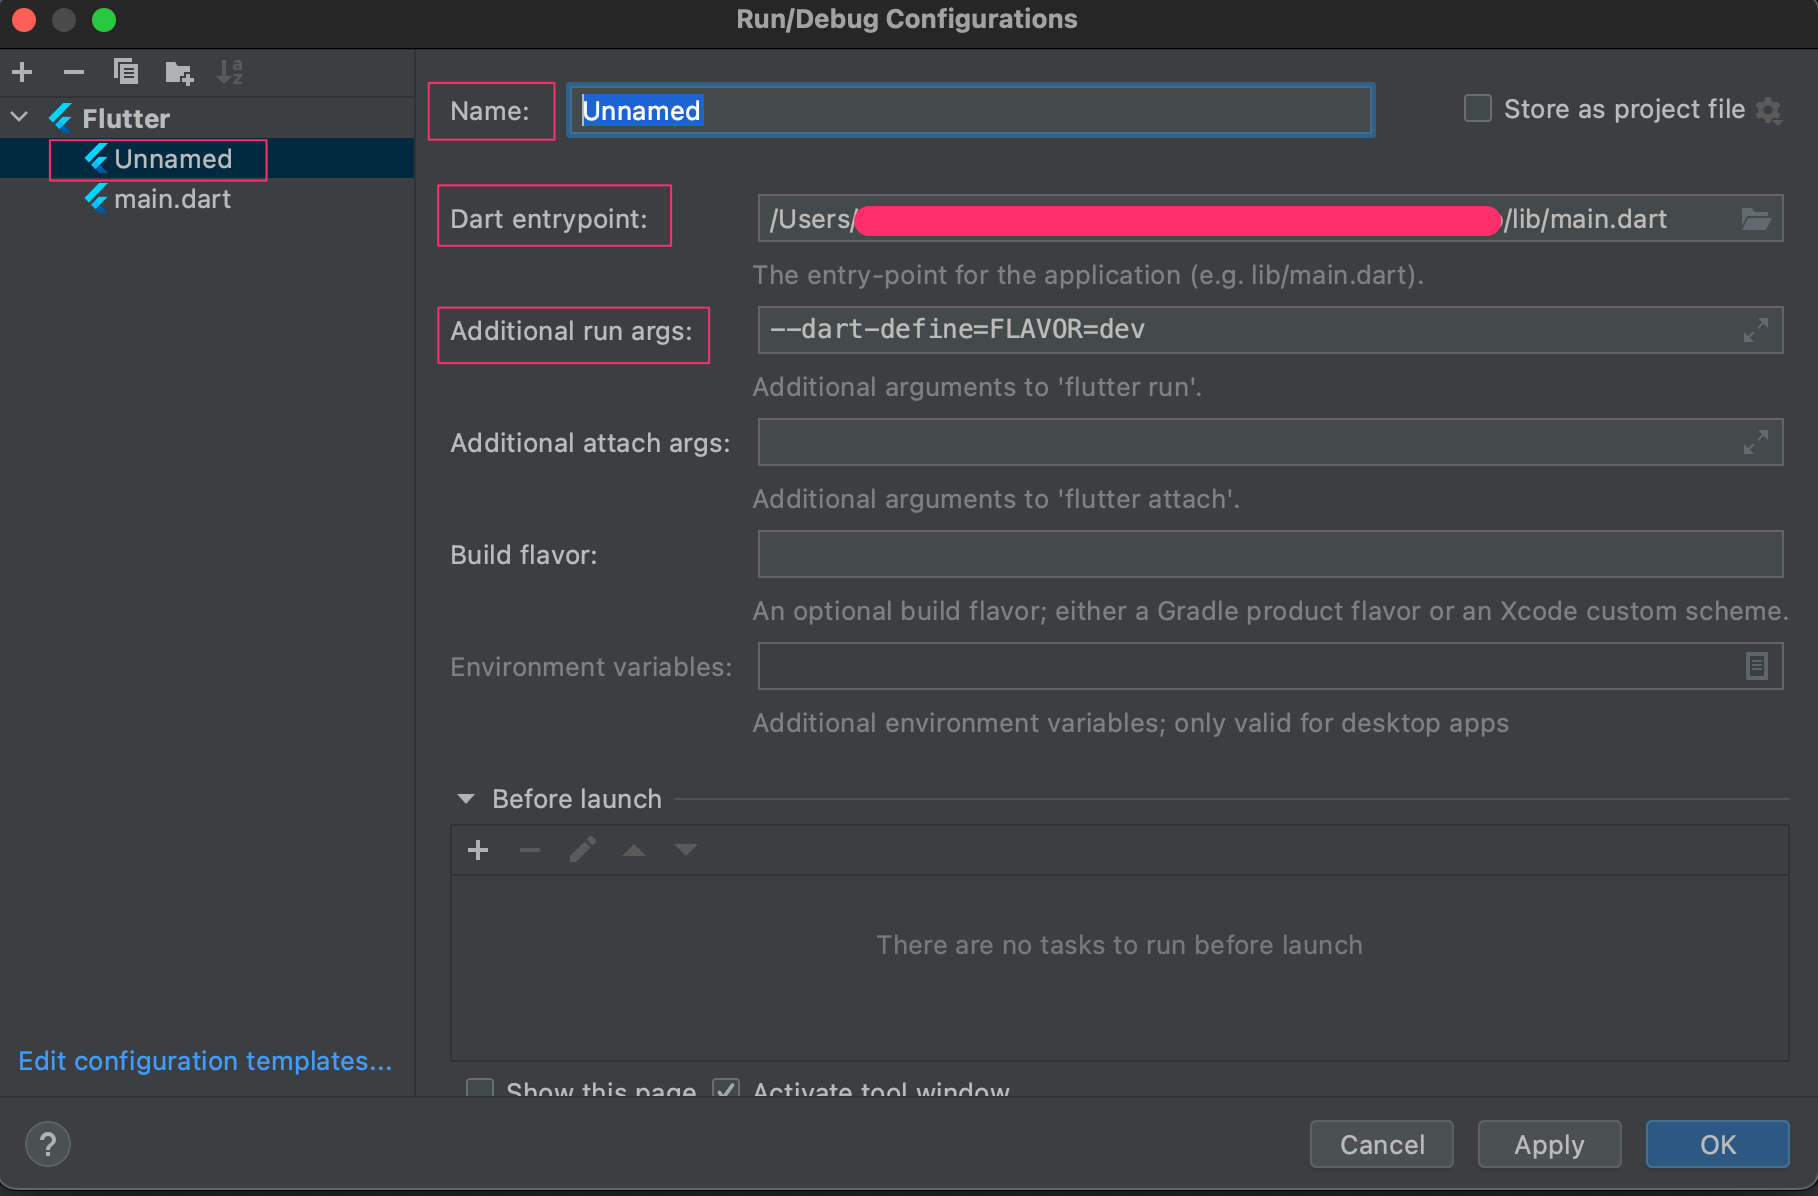 Run/Debug Configurations
Flutter
Unnamed
main.dart
Edit configuration templates...
Name: Unnamed
Store as project file
Dart entrypoint: /Users/ /lib/main.dart
The entry-point for the application (e.g. lib/main.dart).
Additional run args: --dart-define=FLAVOR=dev
Additional arguments to 'flutter run'.
Additional attach args:
Additional arguments to 'flutter attach'.
Build flavor:
An optional build flavor; either a Gradle product flavor or an Xcode custom scheme.
Environment variables:
Additional environment variables; only valid for desktop apps
Before launch
There are no tasks to run before launch
Show this page Activate tool window
? Cancel Apply OK